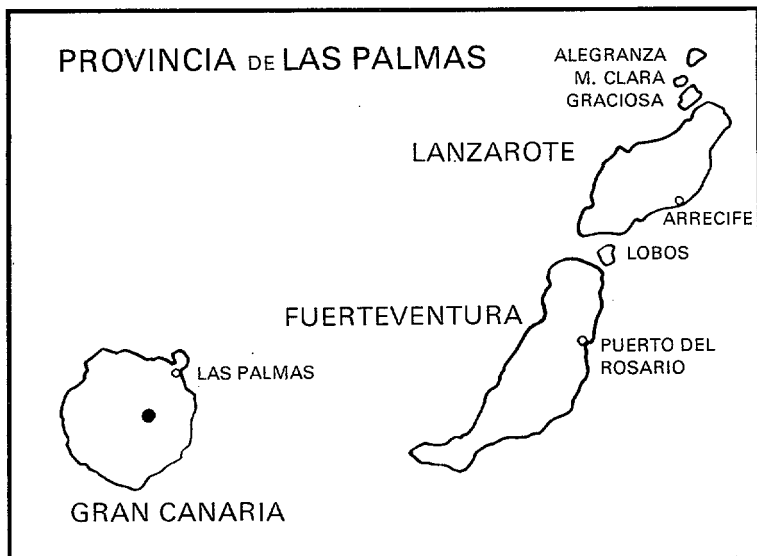 PROVINCIA DE LAS PALMAS
ALEGRANZA
M. CLARA
GRACIOSA
LANZAROTE
ARRECIFE
LOBOS
FUERTEVENTURA
PUERTO DEL
ROSARIO
LAS PALMAS
GRAN CANARIA